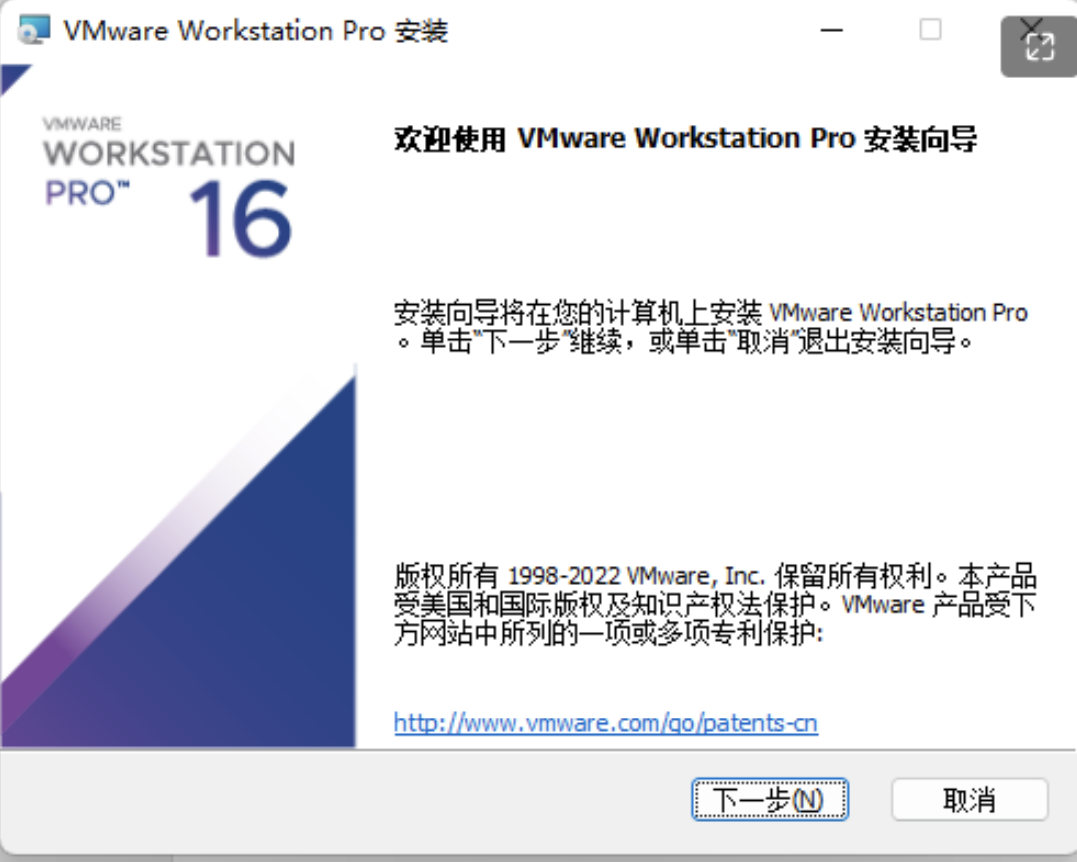 VMware Workstation Pro 安装
VMWARE
WORKSTATION
PRO™ 16
欢迎使用 VMware Workstation Pro 安装向导
安装向导将在您的计算机上安装 VMware Workstation Pro
。单击"下一步"继续，或单击"取消"退出安装向导。
版权所有 1998-2022 VMware, Inc. 保留所有权利。本产品
受美国和国际版权及知识产权法保护。VMware 产品受下
方网站中所列的一项或多项专利保护:
http://www.vmware.com/go/patents-cn
下一步(N)
取消